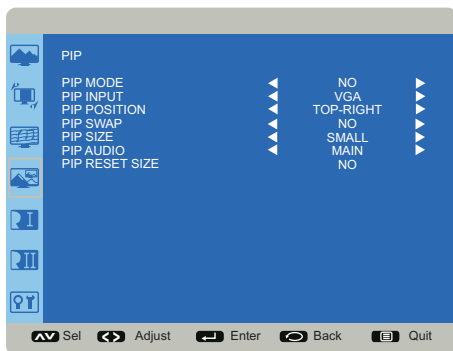 PIP
PIP MODE NO
PIP INPUT VGA
PIP POSITION TOP-RIGHT
PIP SWAP NO
PIP SIZE SMALL
PIP AUDIO MAIN
PIP RESET SIZE NO
Sel Adjust Enter Back Quit